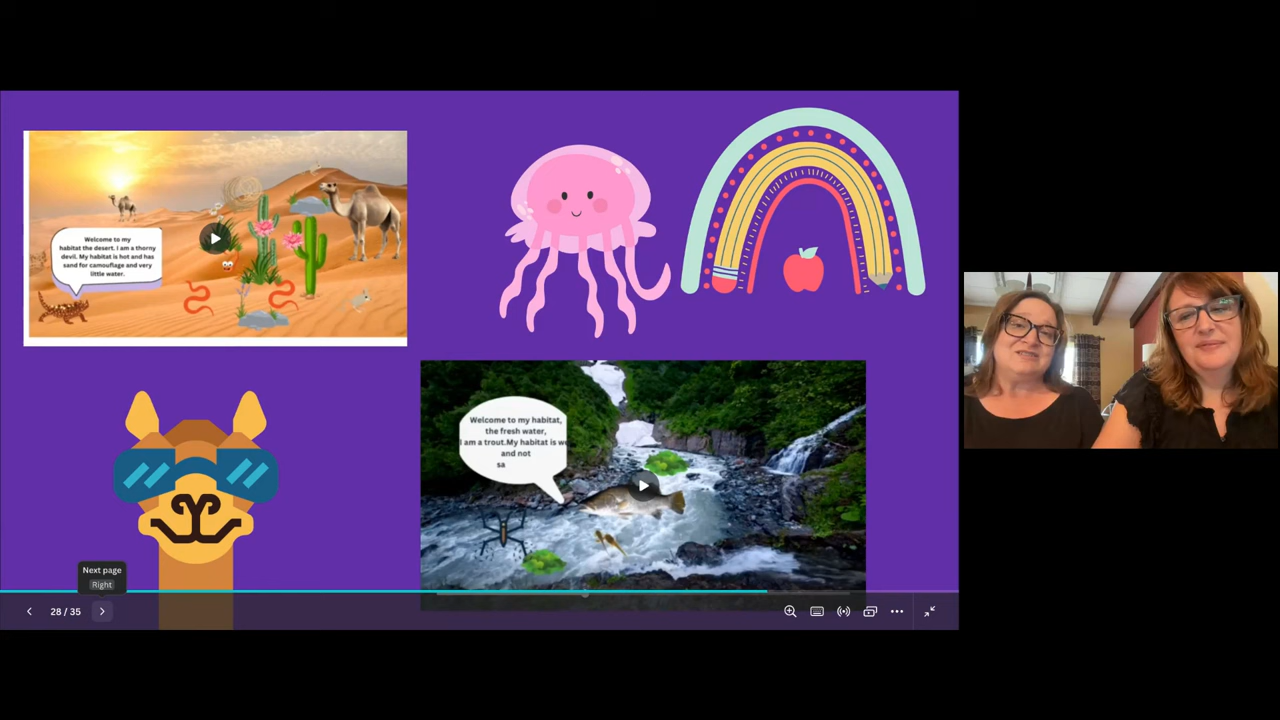 Welcome to my
habitat the desert. I am a thorny
devil. My habitat is hot and has
sand for camouflage and very
little water.
Welcome to my habitat,
the fresh water,
I am a trout.My habitat is we
and not
sa
Next page
Right
28 / 35